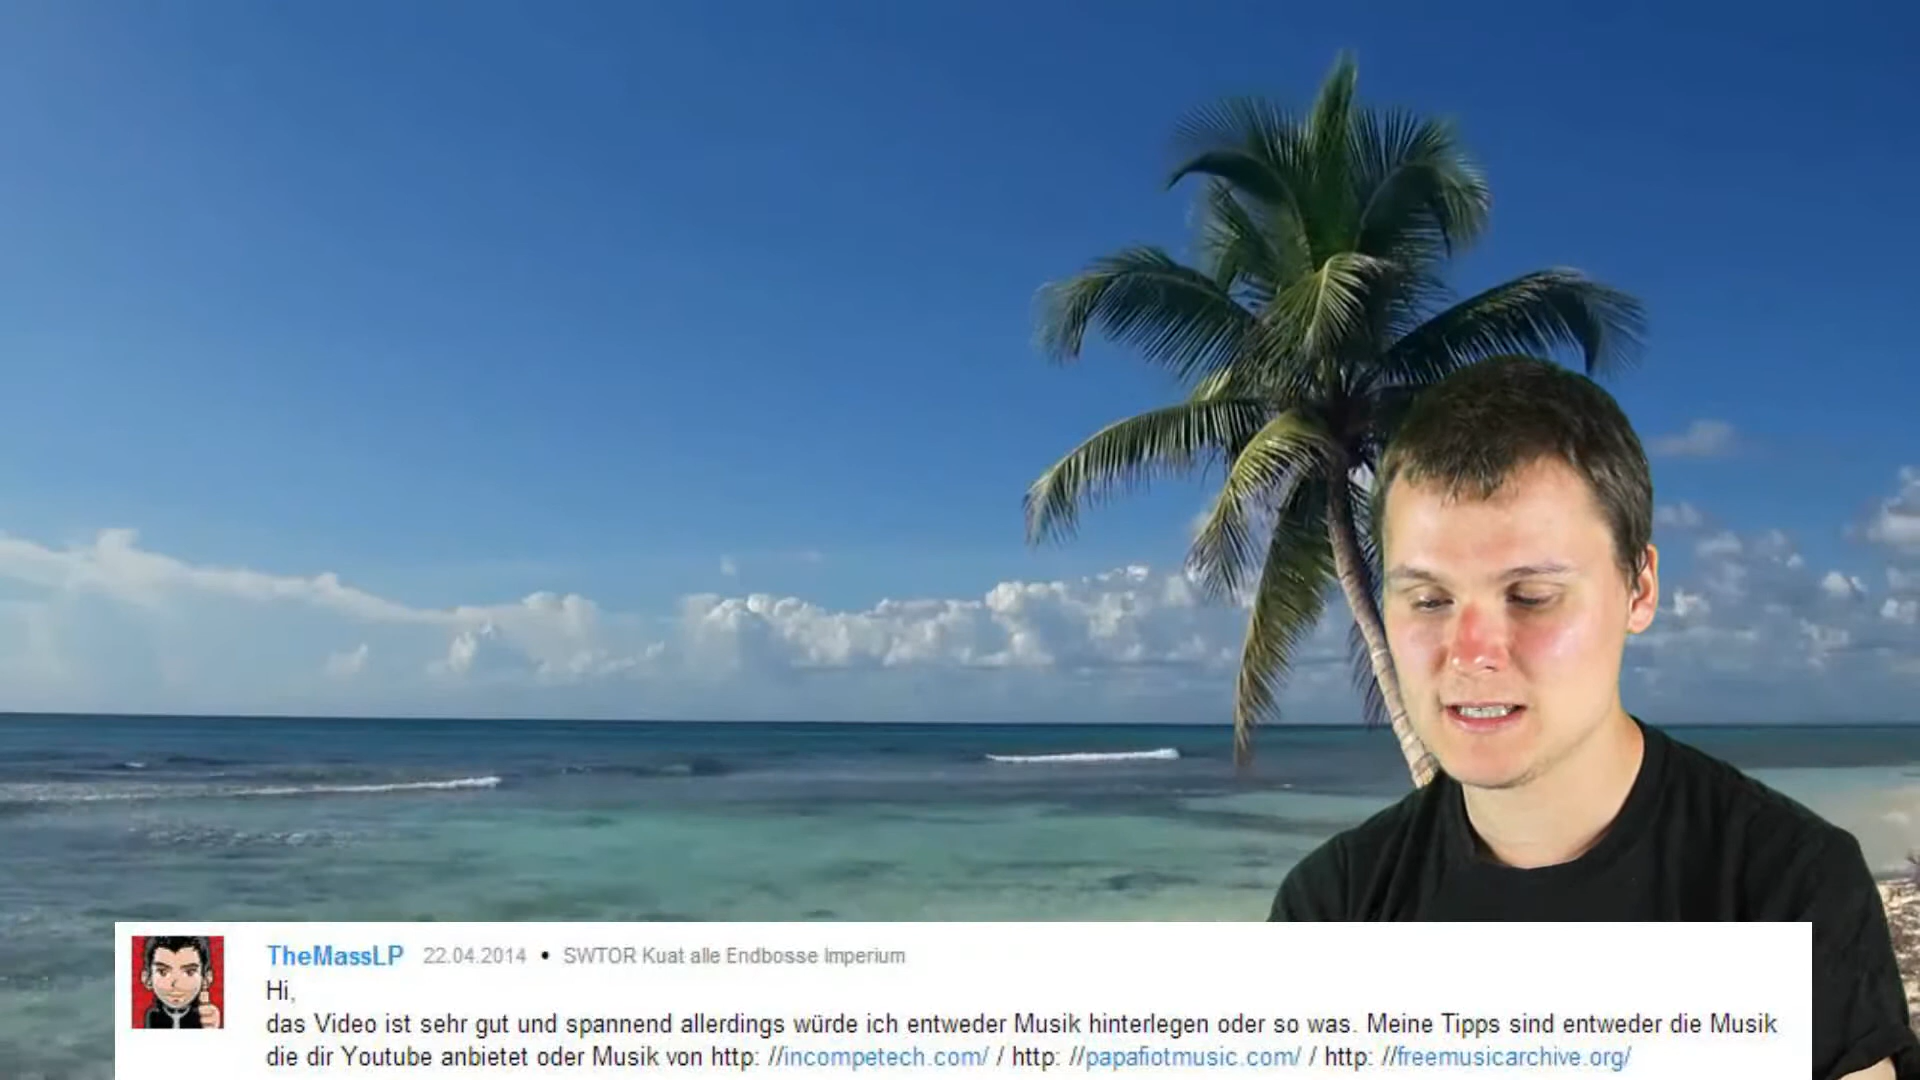 TheMassLP 22.04.2014 • SWTOR Kuat alle Endbosse Imperium
Hi,
das Video ist sehr gut und spannend allerdings würde ich entweder Musik hinterlegen oder so was. Meine Tipps sind entweder die Musik
die dir Youtube anbietet oder Musik von http: //incompetech.com/ / http: //papafiotmusic.com/ / http: //freemusicarchive.org/